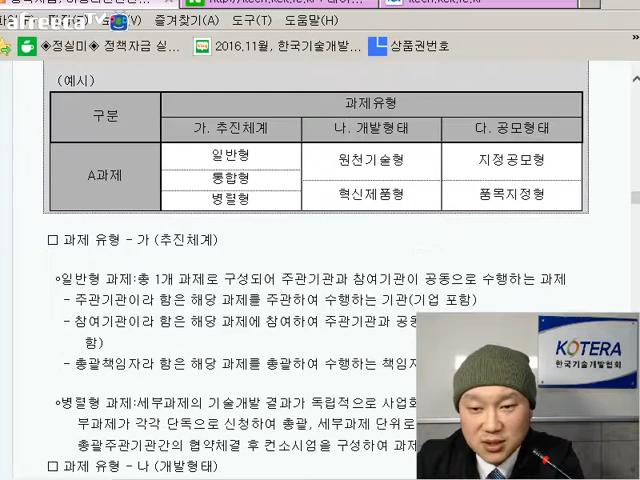 afreecaTV
(V) 즐겨찾기(A) 도구(T) 도움말(H)
◈정실미◈ 정책자금 실... 2016,11월, 한국기술개발... 상품권번호
(예시)
구분 과제유형
가. 추진체계 나. 개발형태 다. 공모형태
A과제 일반형 원천기술형 지정공모형
통합형
병렬형 혁신제품형 품목지정형
□ 과제 유형 - 가 (추진체계)
∘일반형 과제:총 1개 과제로 구성되어 주관기관과 참여기관이 공동으로 수행하는 과제
- 주관기관이라 함은 해당 과제를 주관하여 수행하는 기관(기업 포함)
- 참여기관이라 함은 해당 과제에 참여하여 주관기관과 공동
함)
- 총괄책임자라 함은 해당 과제를 총괄하여 수행하는 책임자
∘병렬형 과제:세부과제의 기술개발 결과가 독립적으로 사업화
부과제가 각각 단독으로 신청하여 총괄, 세부과제 단위로
총괄주관기관간의 협약체결 후 컨소시엄을 구성하여 과제
□ 과제 유형 - 나 (개발형태)
KOTERA
한국기술개발협회